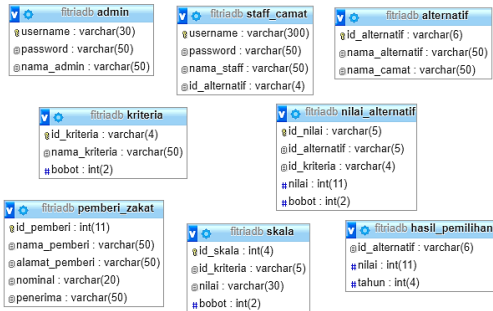 fitriadb admin
username : varchar(30)
password : varchar(50)
nama_admin : varchar(50)
fitriadb staff_camat
username : varchar(300)
password : varchar(50)
nama_staff : varchar(50)
id_alternatif : varchar(4)
fitriadb alternatif
id_alternatif : varchar(6)
nama_alternatif : varchar(50)
nama_camat : varchar(50)
fitriadb kriteria
id_kriteria : varchar(4)
nama_kriteria : varchar(50)
# bobot : int(2)
fitriadb nilai_alternatif
id_nilai : varchar(5)
id_alternatif : varchar(5)
id_kriteria : varchar(4)
# nilai : int(11)
# bobot : int(2)
fitriadb pemberi_zakat
id_pemberi : int(11)
nama_pemberi : varchar(50)
alamat_pemberi : varchar(50)
nominal : varchar(20)
penerima : varchar(50)
fitriadb skala
id_skala : int(4)
id_kriteria : varchar(5)
nilai : varchar(30)
# bobot : int(2)
fitriadb hasil_pemilihan
id_alternatif : varchar(6)
# nilai : int(11)
# tahun : int(4)